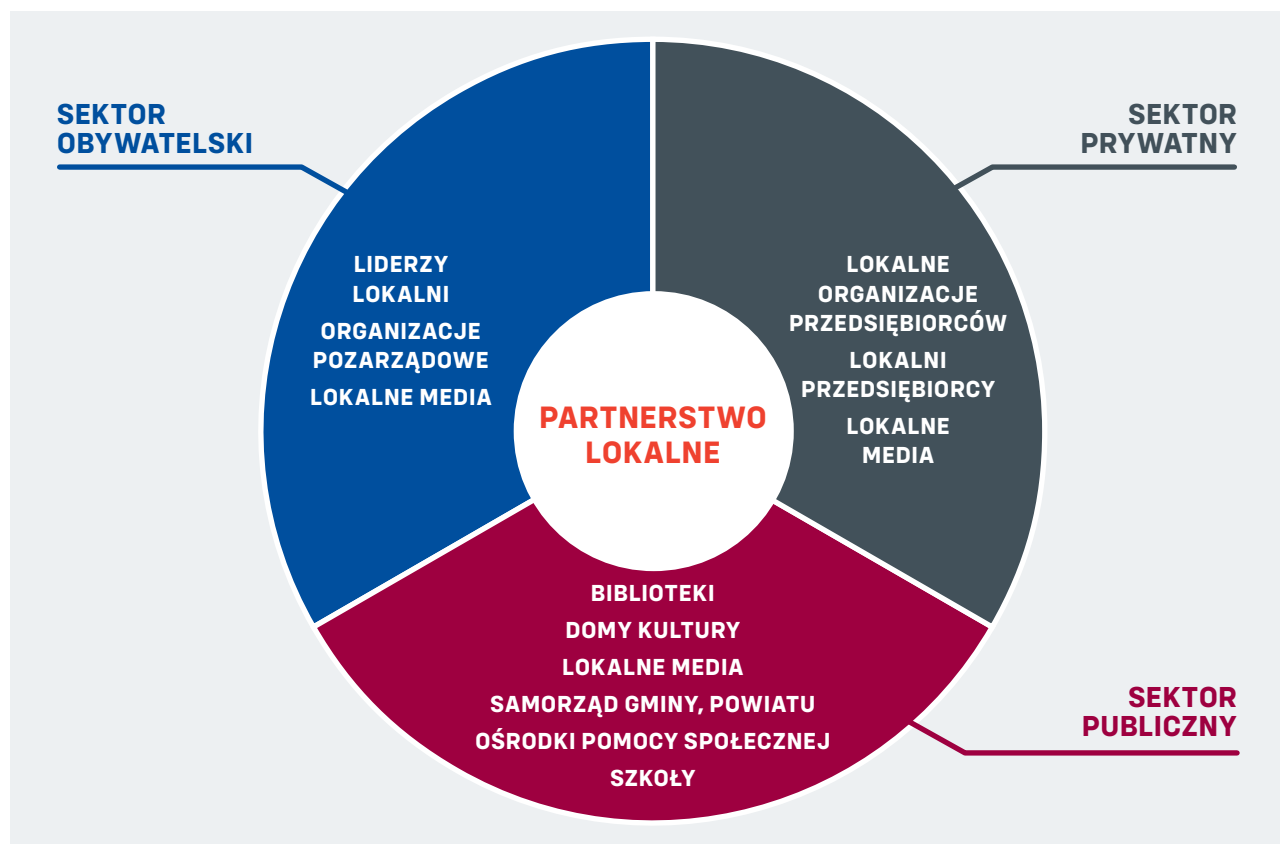 SEKTOR
OBYWATELSKI
SEKTOR
PRYWATNY
LIDERZY
LOKALNI
ORGANIZACJE
POZARZĄDOWE
LOKALNE MEDIA
LOKALNE
ORGANIZACJE
PRZEDSIĘBIORCÓW
LOKALNI
PRZEDSIĘBIORCY
LOKALNE
MEDIA
PARTNERSTWO
LOKALNE
BIBLIOTEKI
DOMY KULTURY
LOKALNE MEDIA
SAMORZĄD GMINY, POWIATU
OŚRODKI POMOCY SPOŁECZNEJ
SZKOŁY
SEKTOR
PUBLICZNY